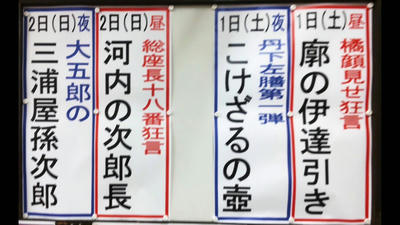 1日(土)昼
橘顔見せ狂言
廓の伊達引き
1日(土)夜
丹下左膳第一弾
こけざるの壺
2日(日)昼
総座長十八番狂言
河内の次郎長
2日(日)夜
大五郎の
三浦屋孫次郎